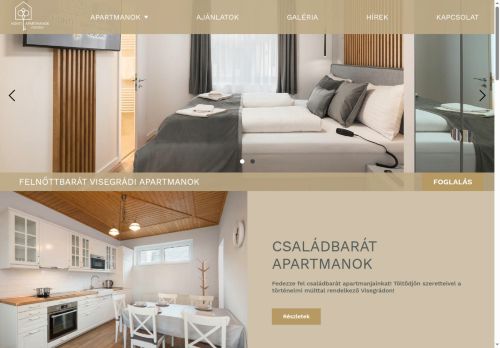 APARTMANOK ▼
AJÁNLATOK
GALÉRIA
HÍREK
KAPCSOLAT
FELNŐTTBARÁT VISEGRÁDI APARTMANOK
FOGLALÁS
CSALÁDBARÁT
APARTMANOK
Fedezze fel családbarát apartmanjainkat! Töltődjön szeretteivel a
történelmi múlttal rendelkező Visegrádon!
Részletek